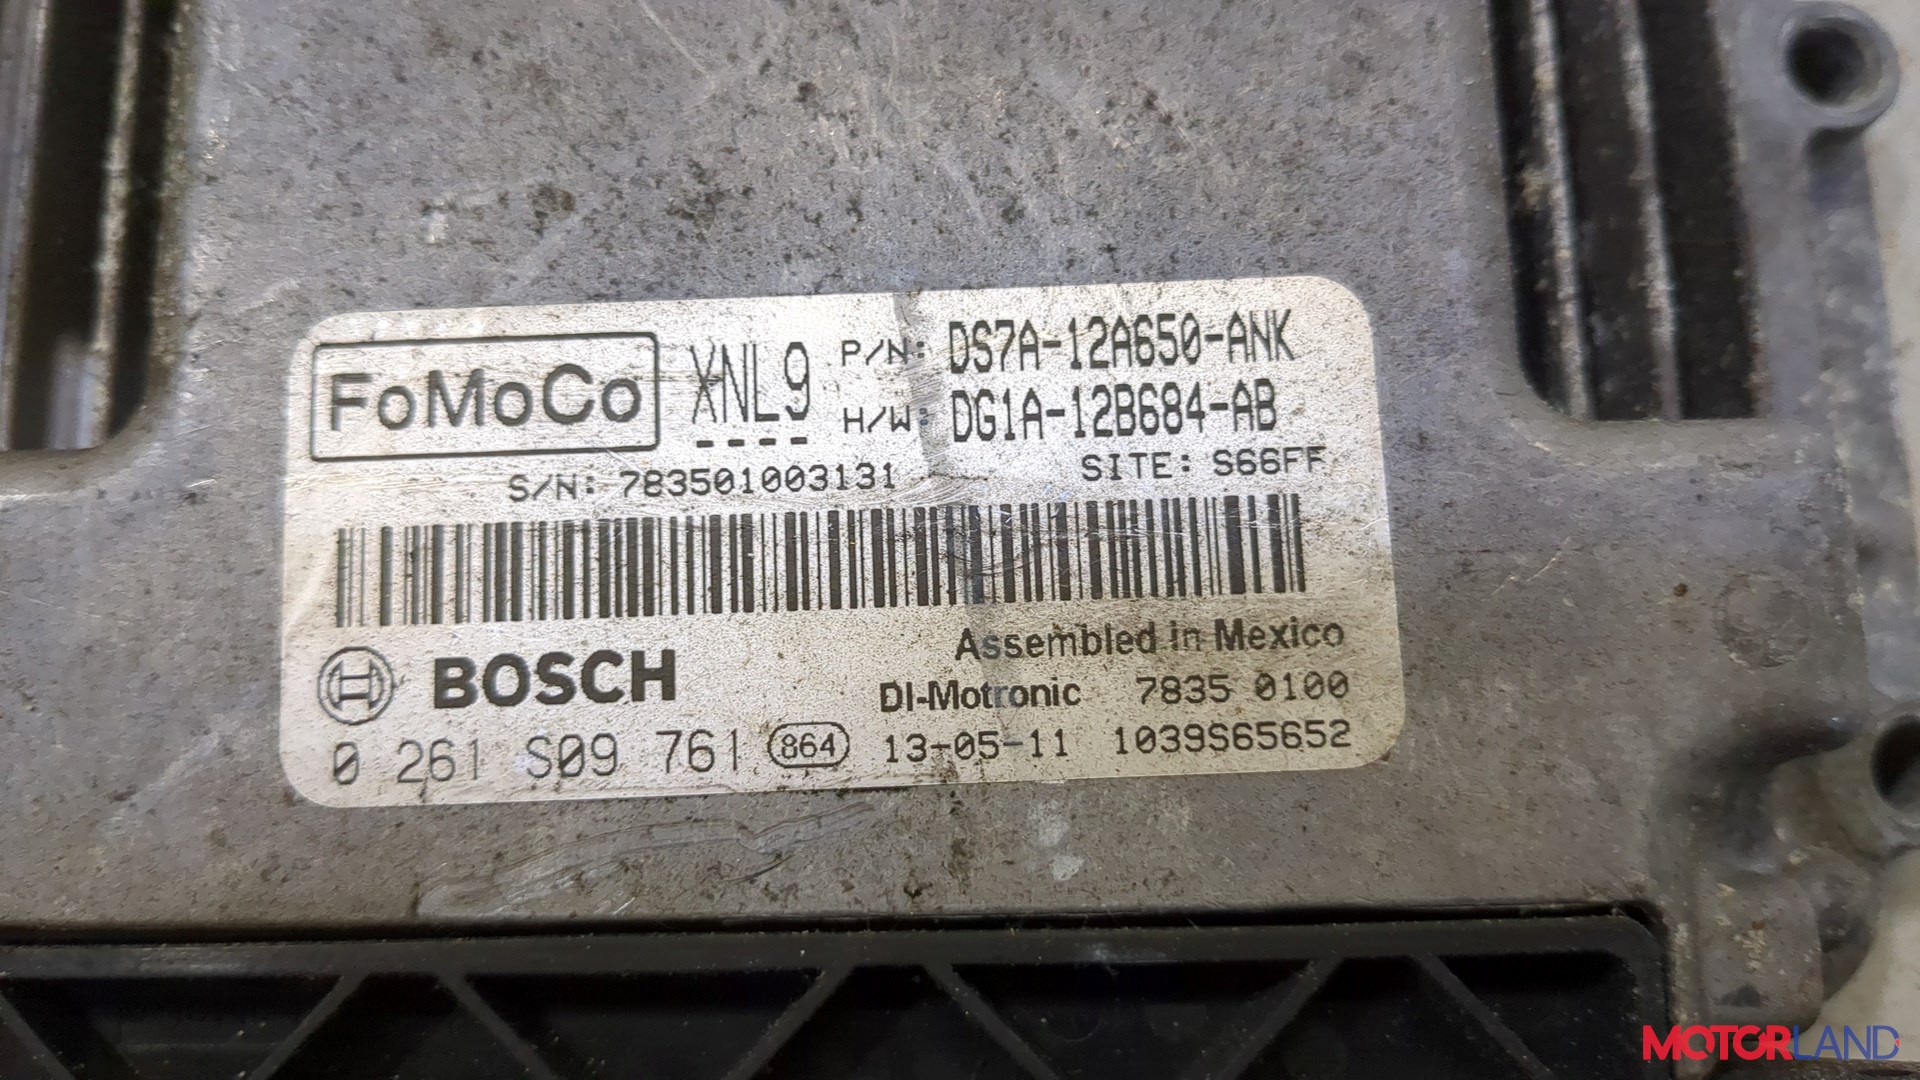 FoMoCo XNL9 P/N: DS7A-12A650-ANK
H/W: DG1A-12B684-AB
S/N: 783501003131 SITE: S66FF
Assembled in Mexico
BOSCH DI-Motronic 7835 0100
0 261 S09 761 864 13-05-11 1039S65652
MOTORLAND